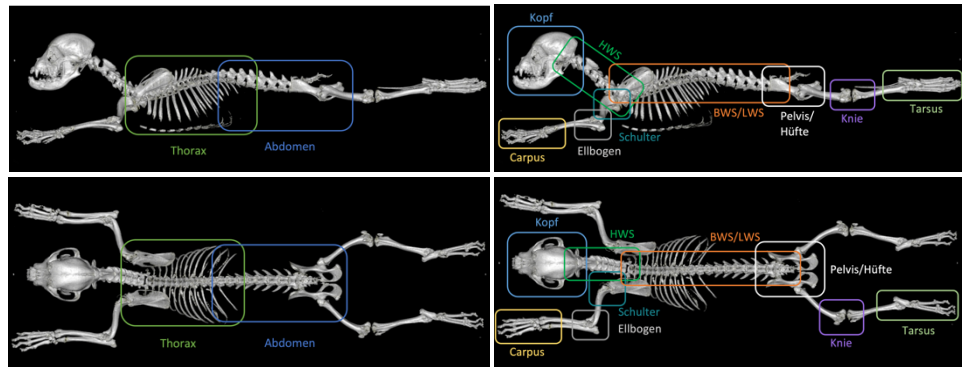 Thorax
Abdomen
Kopf
HWS
BWS/LWS
Pelvis/
Hüfte
Knie
Tarsus
Schulter
Ellbogen
Carpus
Thorax
Abdomen
Kopf
HWS
BWS/LWS
Pelvis/Hüfte
Schulter
Ellbogen
Carpus
Knie
Tarsus